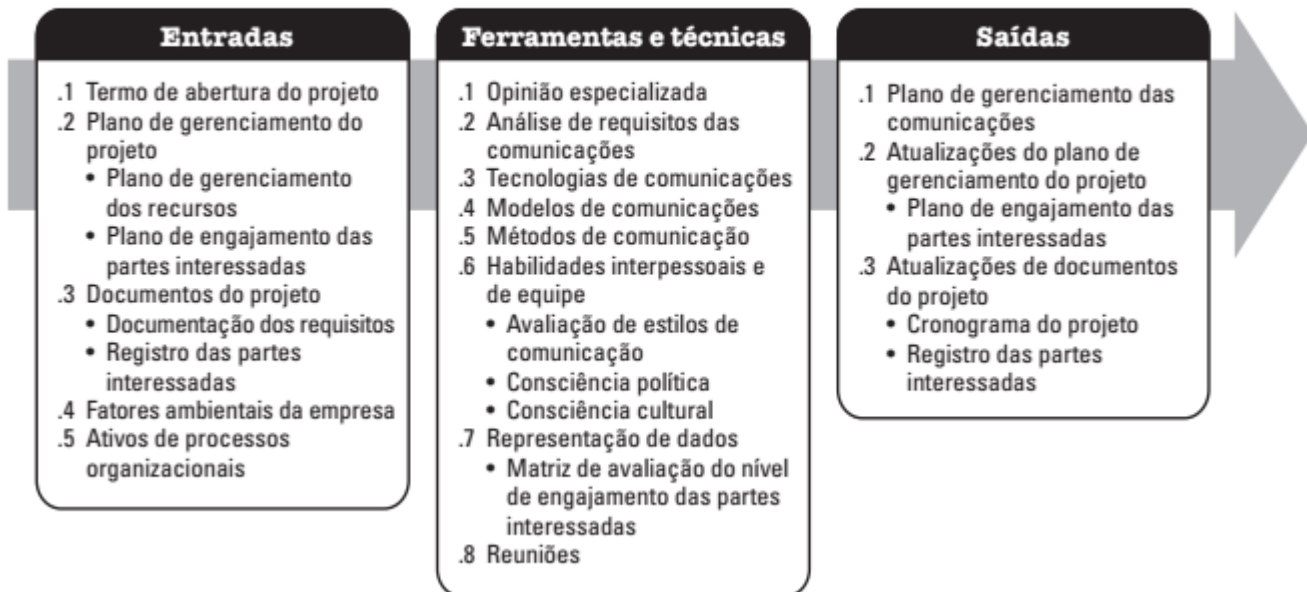 Entradas
.1 Termo de abertura do projeto
.2 Plano de gerenciamento do
projeto
• Plano de gerenciamento
dos recursos
• Plano de engajamento das
partes interessadas
.3 Documentos do projeto
• Documentação dos requisitos
• Registro das partes
interessadas
.4 Fatores ambientais da empresa
.5 Ativos de processos
organizacionais
Ferramentas e técnicas
.1 Opinião especializada
.2 Análise de requisitos das
comunicações
.3 Tecnologias de comunicações
.4 Modelos de comunicações
.5 Métodos de comunicação
.6 Habilidades interpessoais e
de equipe
• Avaliação de estilos de
comunicação
• Consciência política
• Consciência cultural
.7 Representação de dados
• Matriz de avaliação do nível
de engajamento das partes
interessadas
.8 Reuniões
Saídas
.1 Plano de gerenciamento das
comunicações
.2 Atualizações do plano de
gerenciamento do projeto
• Plano de engajamento das
partes interessadas
.3 Atualizações de documentos
do projeto
• Cronograma do projeto
• Registro das partes
interessadas